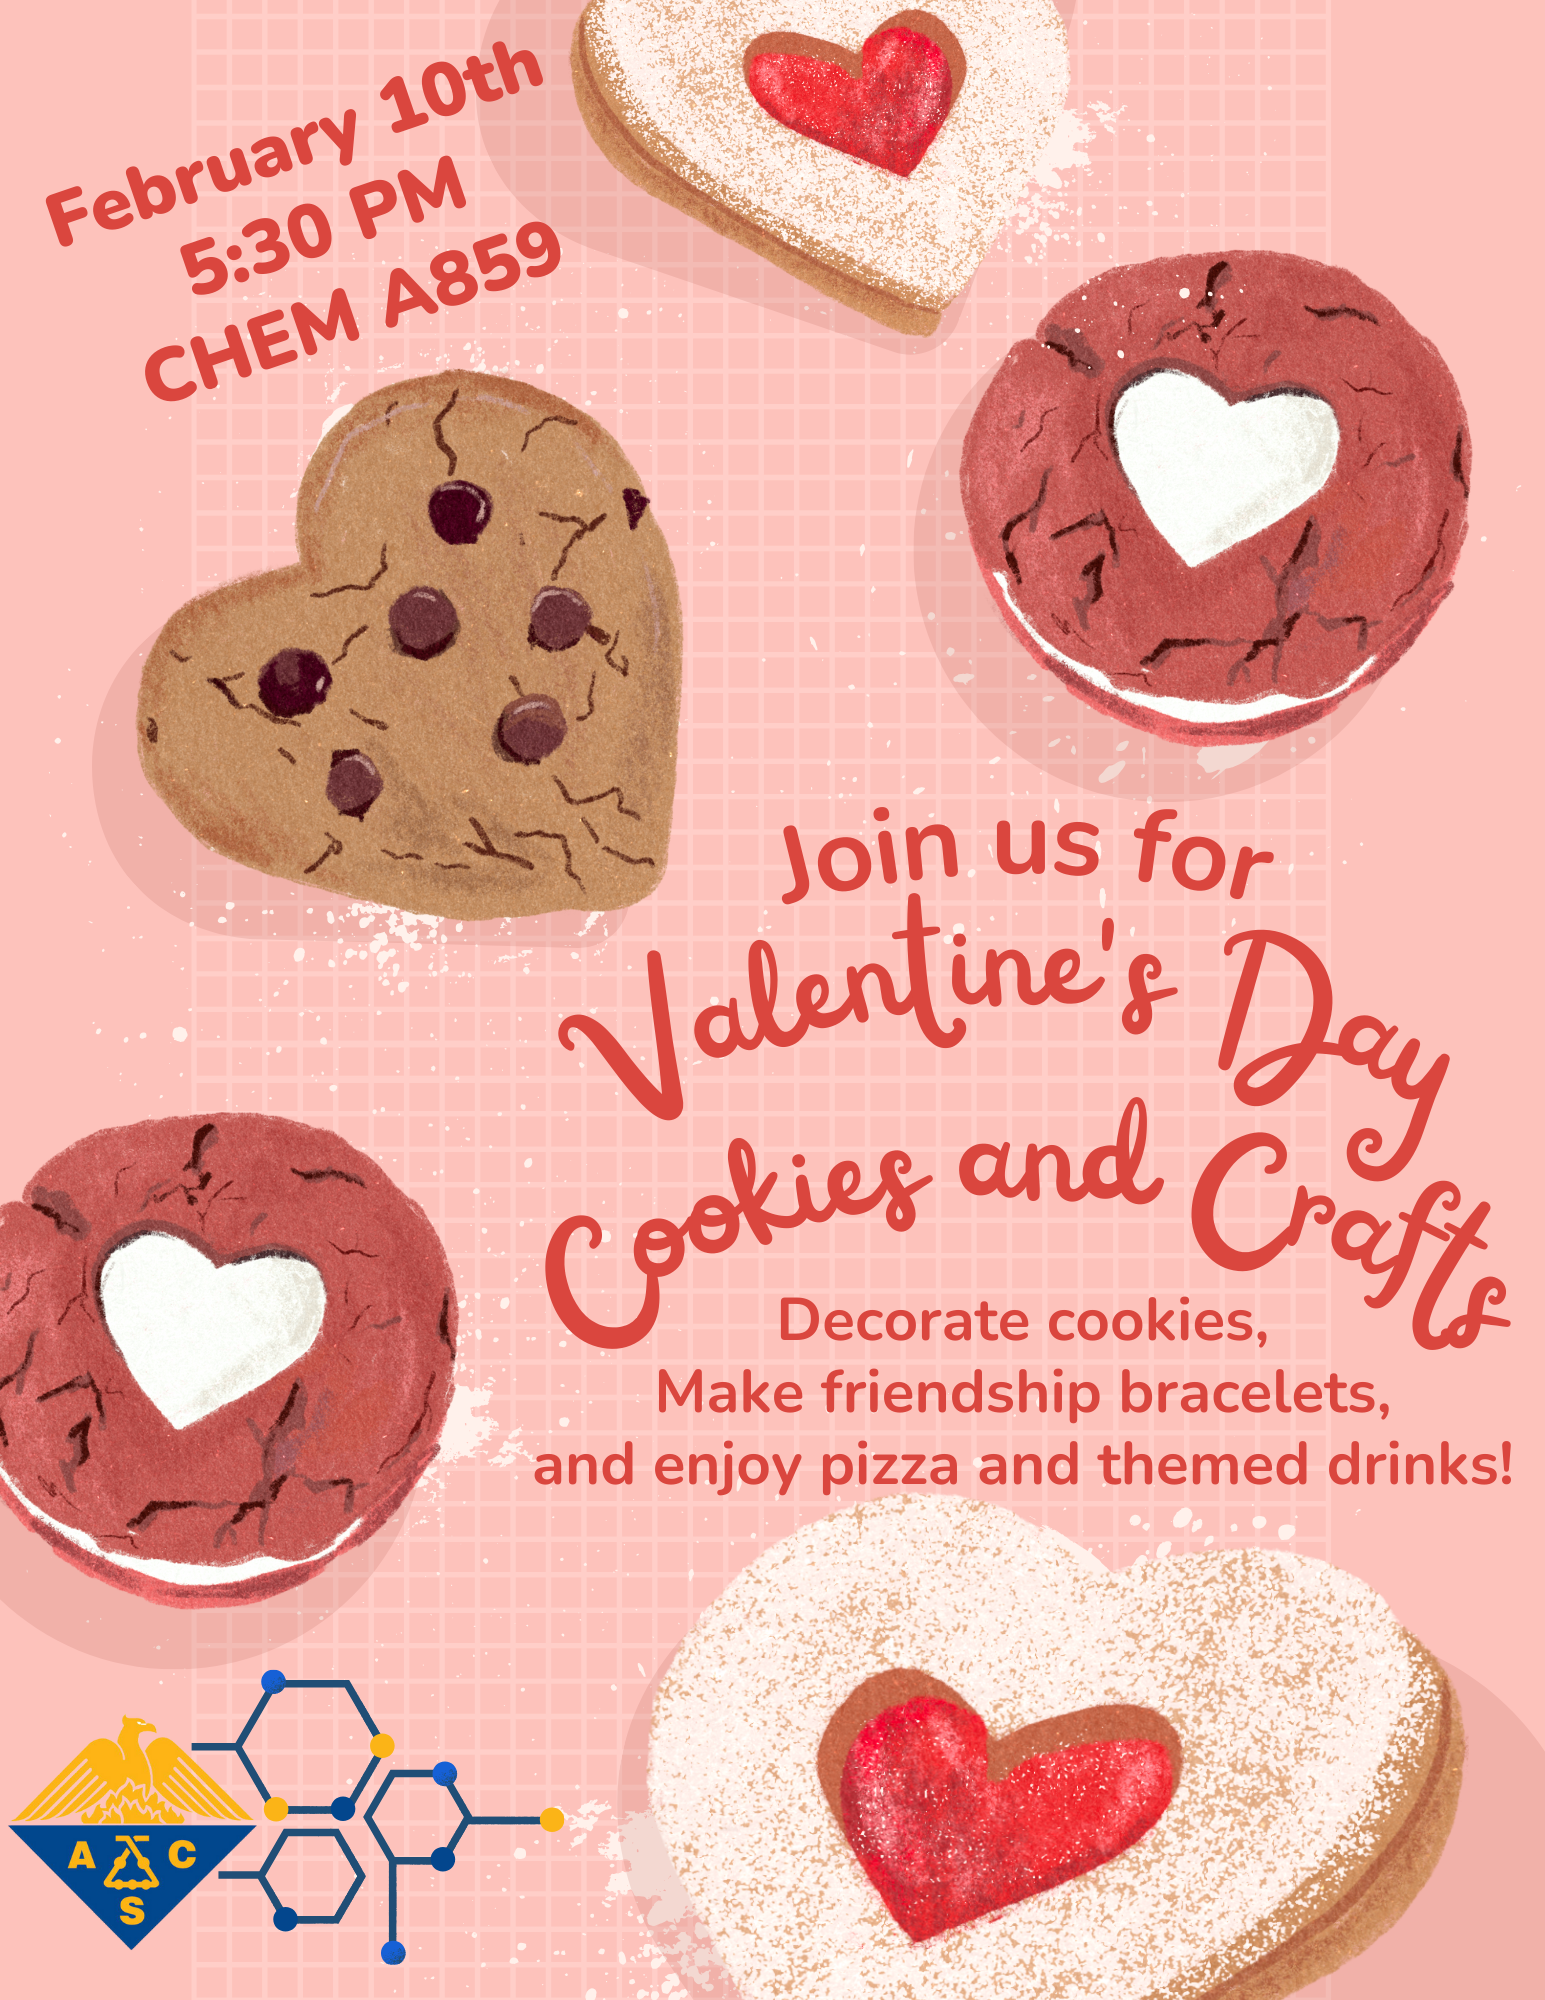 February 10th
5:30 PM
CHEM A859
Join us for
Valentine's Day
Cookies and Crafts
Decorate cookies,
Make friendship bracelets,
and enjoy pizza and themed drinks!
A C
S